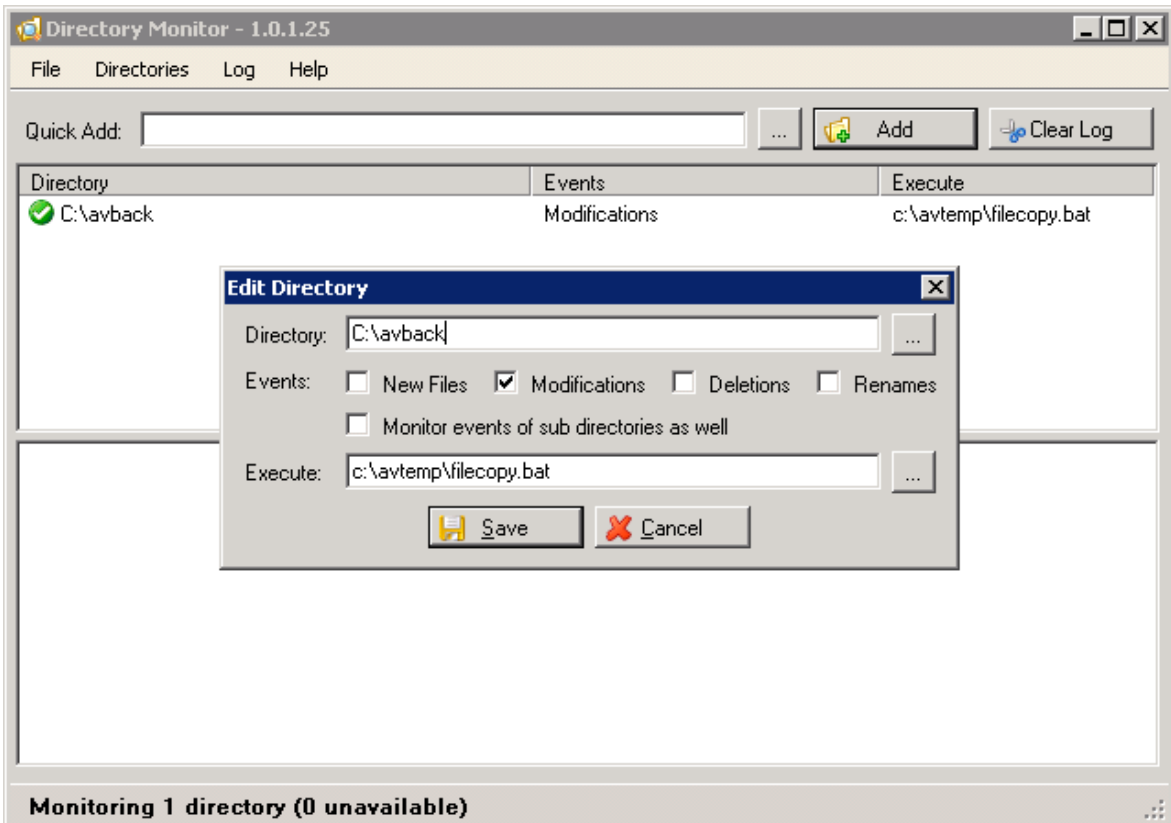 Directory Monitor - 1.0.1.25
File Directories Log Help
Quick Add: ... Add Clear Log
Directory Events Execute
C:\avback Modifications c:\avtemp\filecopy.bat
Edit Directory
Directory: C:\avback ...
Events: New Files Modifications Deletions Renames
Monitor events of sub directories as well
Execute: c:\avtemp\filecopy.bat ...
Save Cancel
Monitoring 1 directory (0 unavailable)